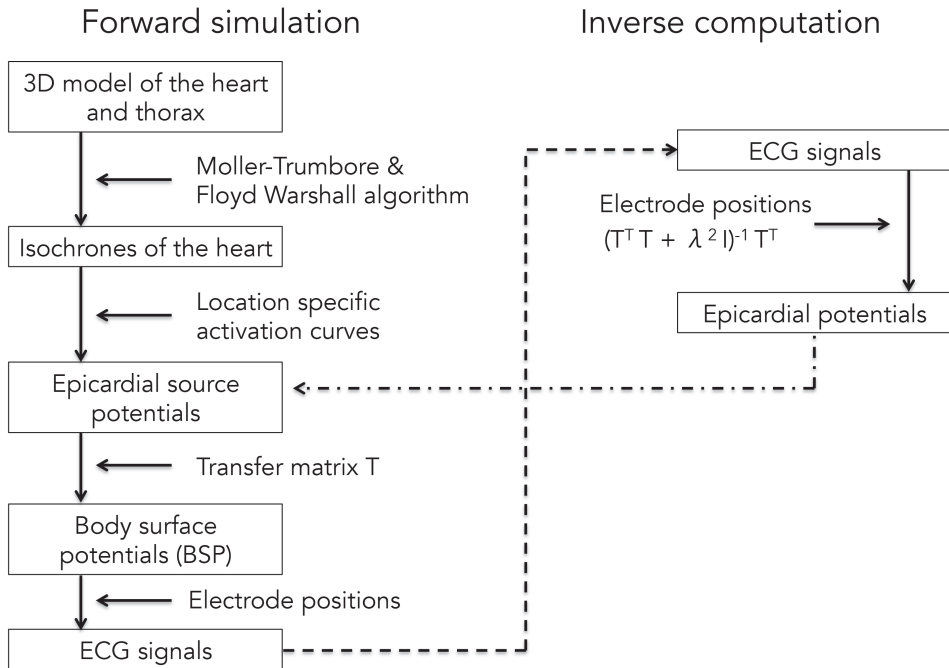 Forward simulation
3D model of the heart
and thorax
Moller-Trumbore &
Floyd Warshall algorithm
Isochrones of the heart
Location specific
activation curves
Epicardial source
potentials
Transfer matrix T
Body surface
potentials (BSP)
Electrode positions
ECG signals
Inverse computation
ECG signals
Electrode positions
(Tᵀ T + λ ² I)⁻¹ Tᵀ
Epicardial potentials